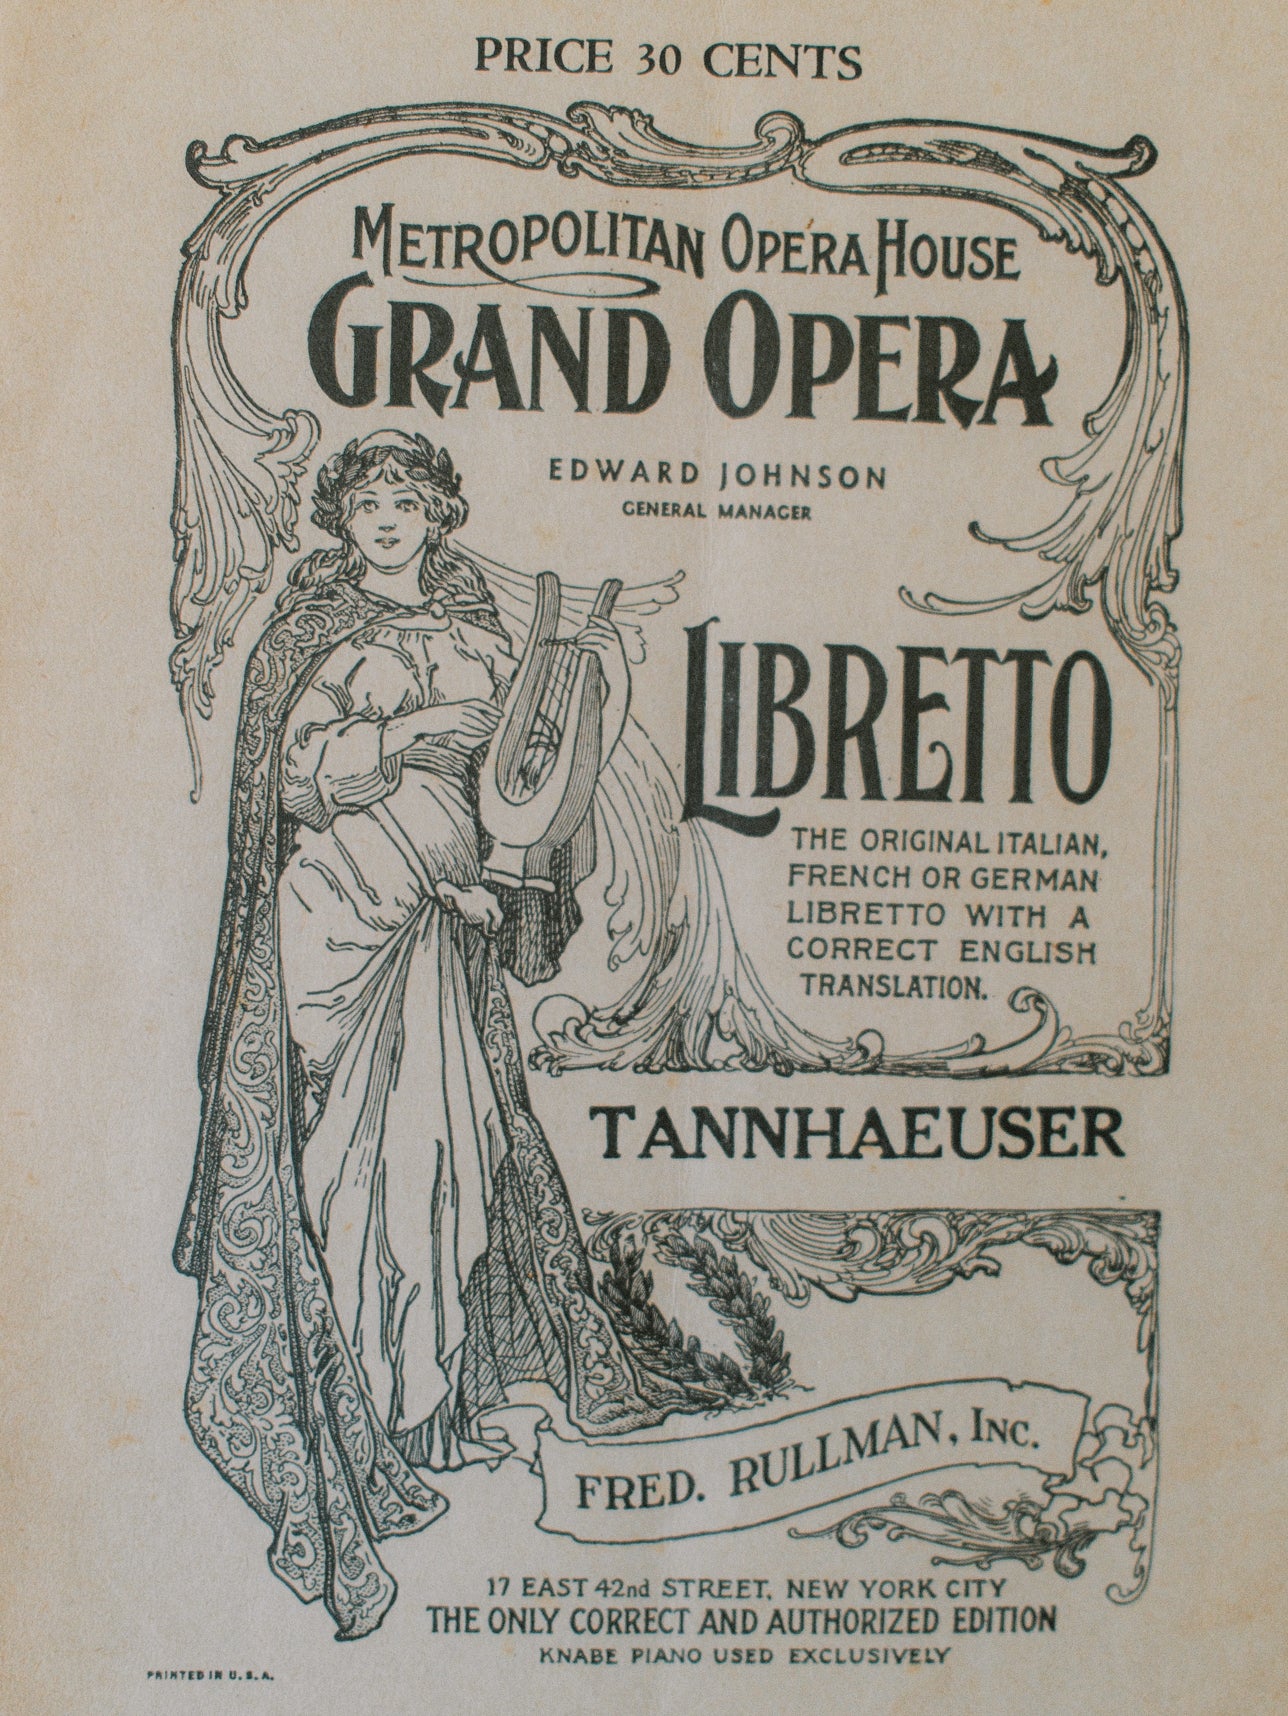 PRICE 30 CENTS
METROPOLITAN OPERA HOUSE
GRAND OPERA
EDWARD JOHNSON
GENERAL MANAGER
LIBRETTO
THE ORIGINAL ITALIAN,
FRENCH OR GERMAN
LIBRETTO WITH A
CORRECT ENGLISH
TRANSLATION.
TANNHAEUSER
FRED. RULLMAN, INC.
17 EAST 42nd STREET, NEW YORK CITY
THE ONLY CORRECT AND AUTHORIZED EDITION
KNABE PIANO USED EXCLUSIVELY
PRINTED IN U.S.A.